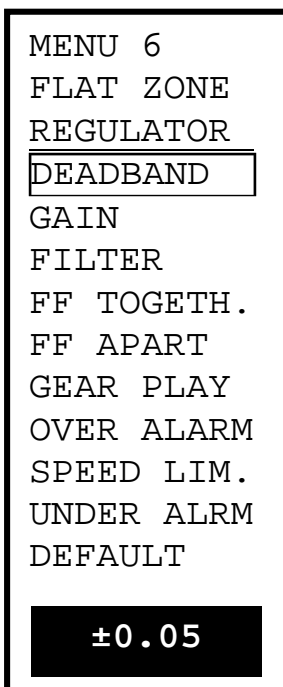 MENU 6
FLAT ZONE
REGULATOR
DEADBAND
GAIN
FILTER
FF TOGETH.
FF APART
GEAR PLAY
OVER ALARM
SPEED LIM.
UNDER ALRM
DEFAULT
±0.05